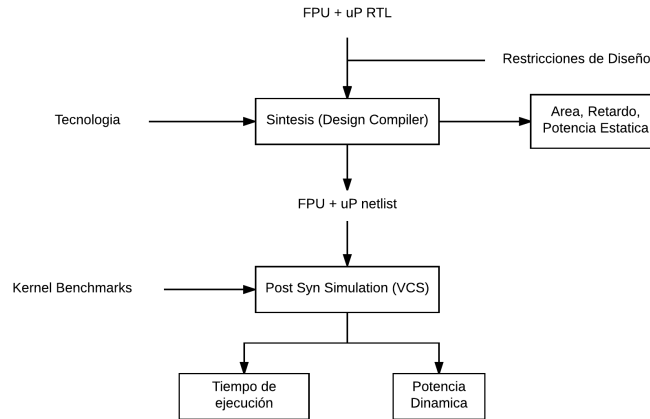 FPU + uP RTL
Restricciones de Diseño
Tecnologia
Sintesis (Design Compiler)
Area, Retardo,
Potencia Estatica
FPU + uP netlist
Kernel Benchmarks
Post Syn Simulation (VCS)
Tiempo de
ejecución
Potencia
Dinamica